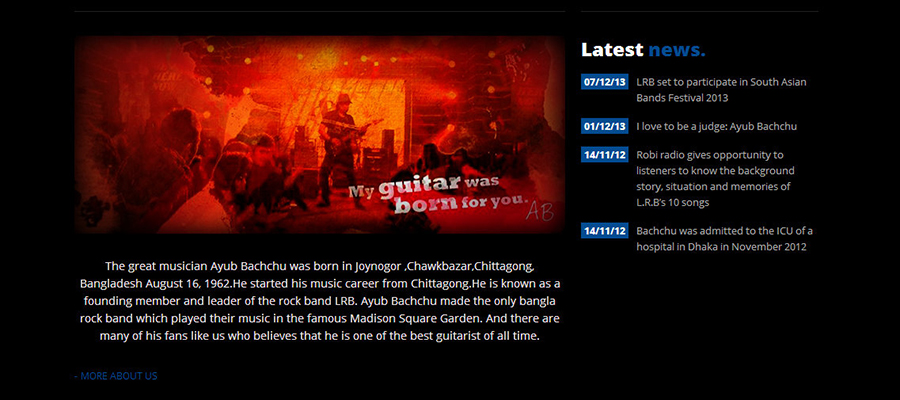 My guitar was
born for you.
AB
The great musician Ayub Bachchu was born in Joynogor ,Chawkbazar,Chittagong,
Bangladesh August 16, 1962.He started his music career from Chittagong.He is known as a
founding member and leader of the rock band LRB. Ayub Bachchu made the only bangla
rock band which played their music in the famous Madison Square Garden. And there are
many of his fans like us who believes that he is one of the best guitarist of all time.
- MORE ABOUT US
Latest news.
07/12/13 LRB set to participate in South Asian
Bands Festival 2013
01/12/13 I love to be a judge: Ayub Bachchu
14/11/12 Robi radio gives opportunity to
listeners to know the background
story, situation and memories of
L.R.B's 10 songs
14/11/12 Bachchu was admitted to the ICU of a
hospital in Dhaka in November 2012